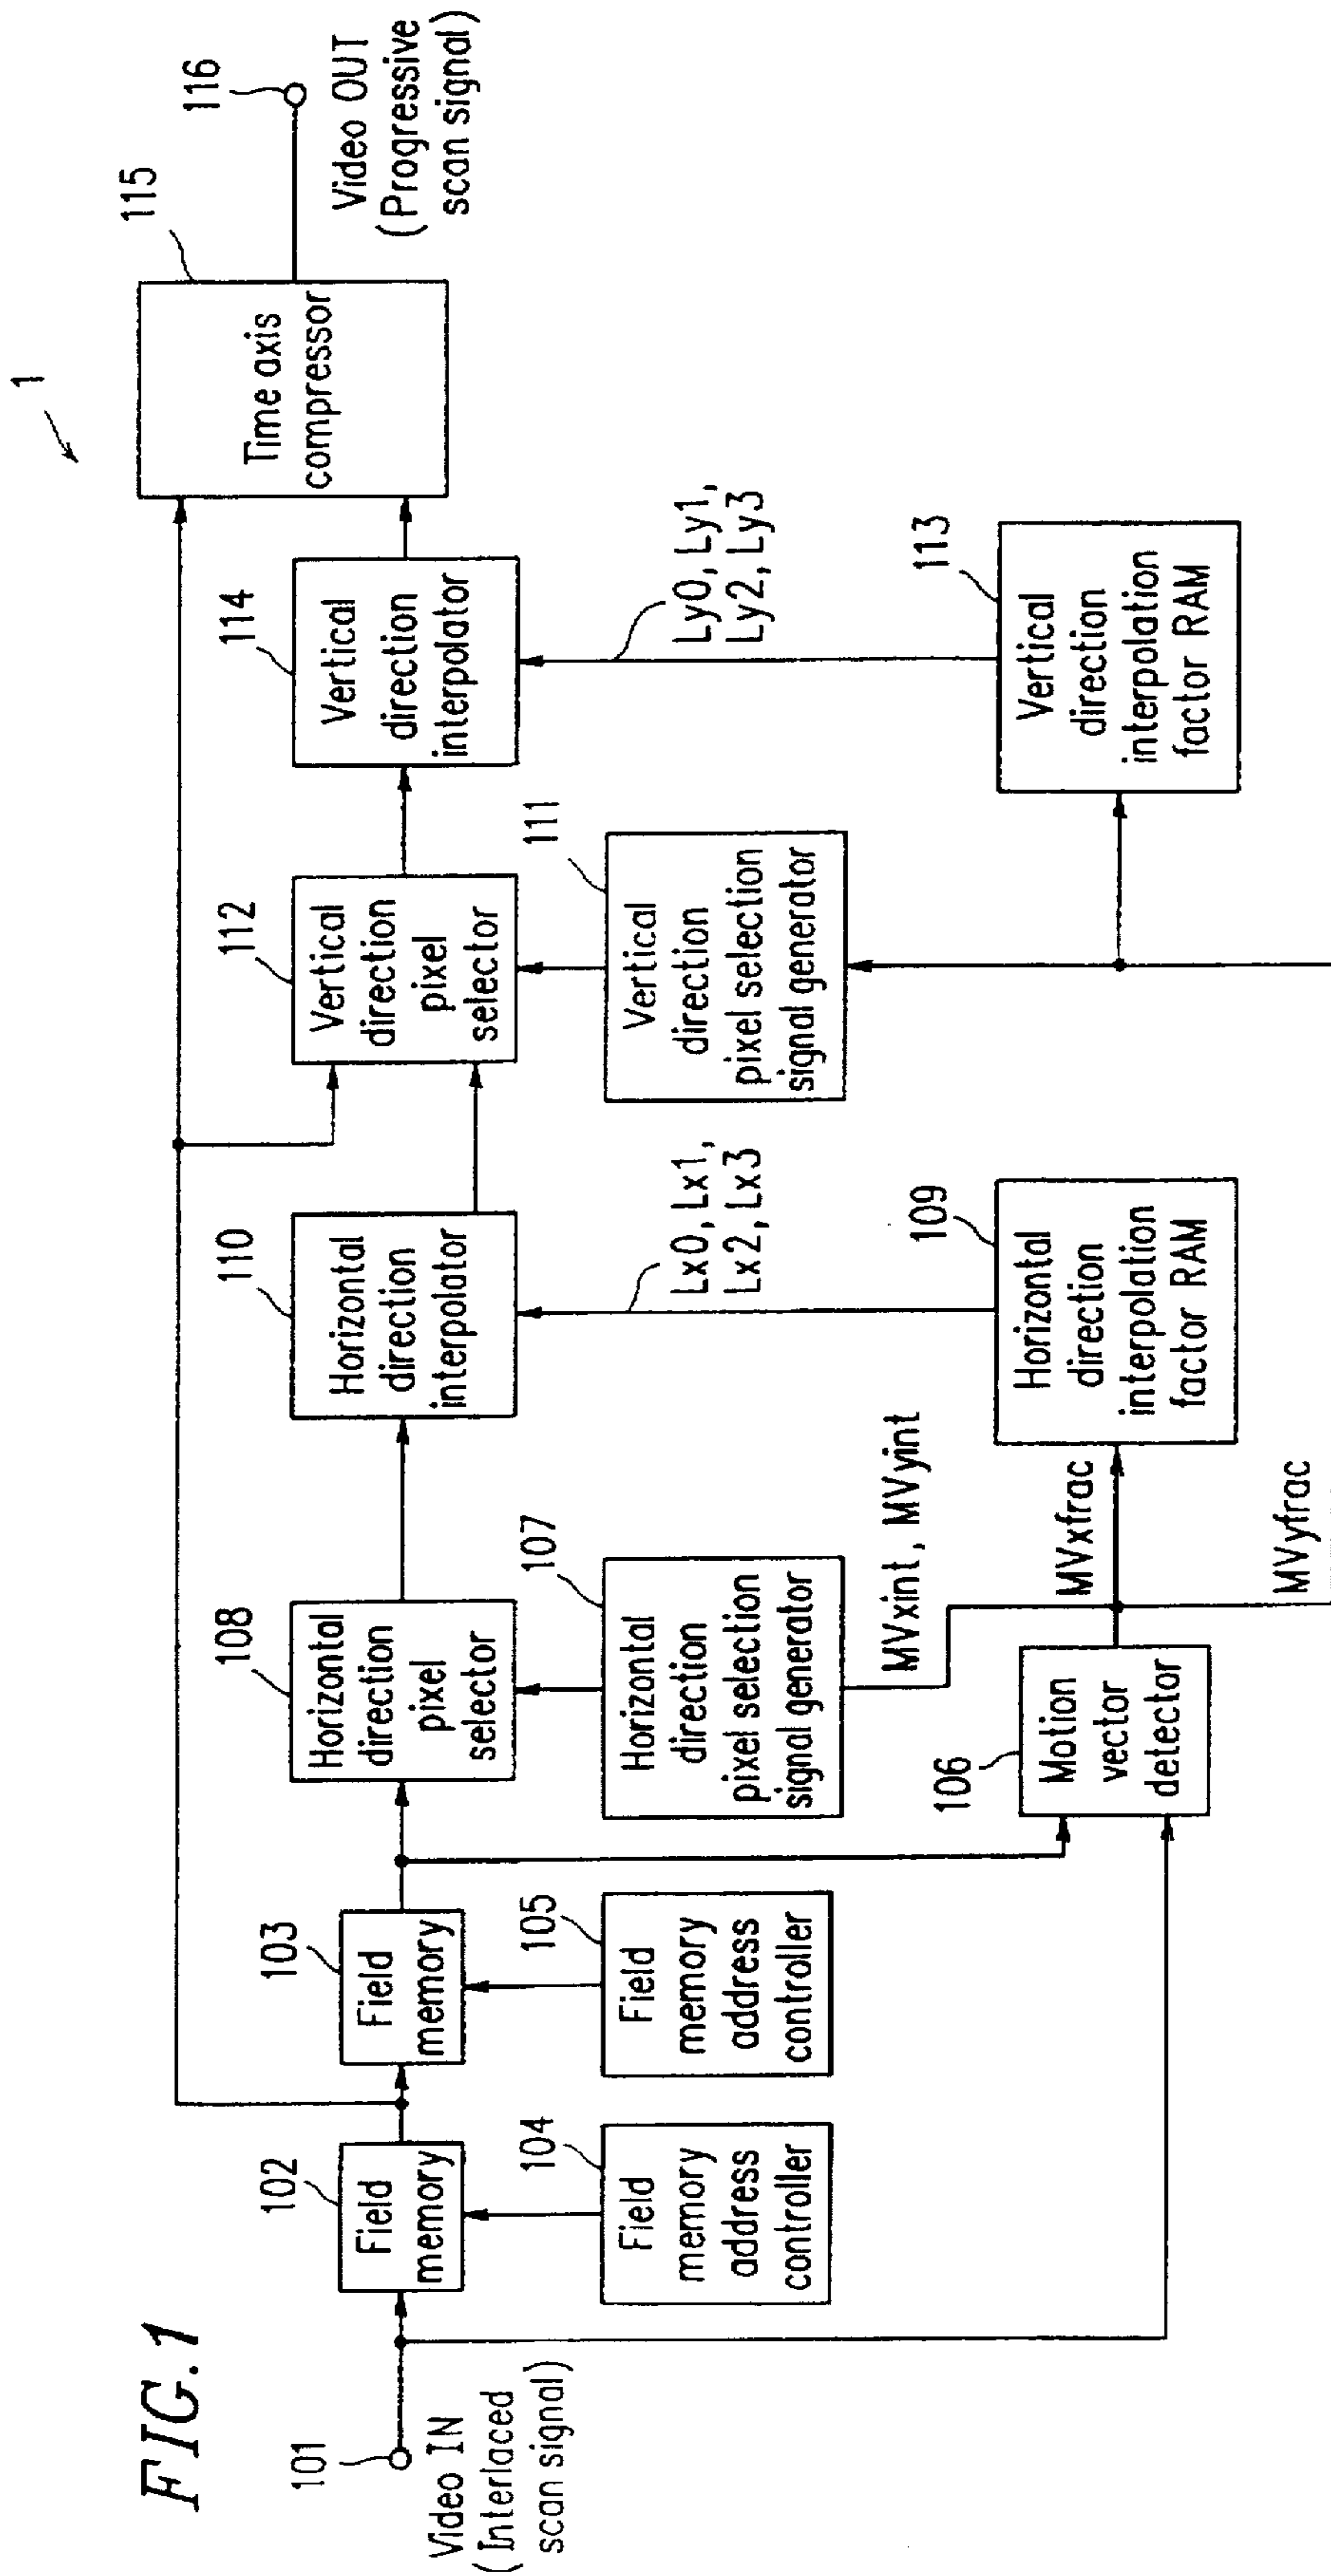 FIG.1
1
101
Video IN
(Interlaced
scan signal)
102
Field
memory
103
Field
memory
104
Field
memory
address
controller
105
Field
memory
address
controller
106
Motion
vector
detector
107
Horizontal
direction
pixel selection
signal generator
MVxint, MVyint
MVxfrac
MVyfrac
108
Horizontal
direction
pixel
selector
109
Horizontal
direction
interpolation
factor RAM
Lx0, Lx1,
Lx2, Lx3
110
Horizontal
direction
interpolator
111
Vertical
direction
pixel selection
signal generator
112
Vertical
direction
pixel
selector
113
Vertical
direction
interpolation
factor RAM
Ly0, Ly1,
Ly2, Ly3
114
Vertical
direction
interpolator
115
Time axis
compressor
116
Video OUT
(Progressive
scan signal)